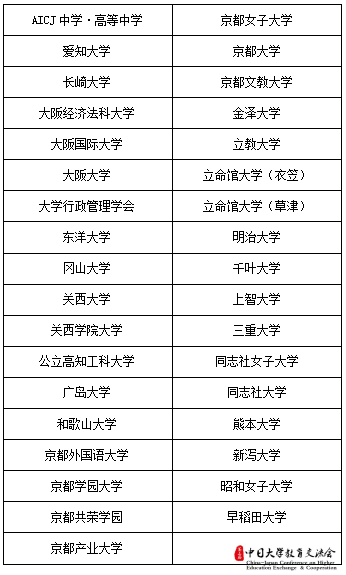 AICJ 中学·高等中学 京都女子大学
爱知大学 京都大学
长崎大学 京都文教大学
大阪经济法科大学 金泽大学
大阪国际大学 立教大学
大阪大学 立命馆大学（衣笠）
大学行政管理学会 立命馆大学（草津）
东洋大学 明治大学
冈山大学 千叶大学
关西大学 上智大学
关西学院大学 三重大学
公立高知工科大学 同志社女子大学
广岛大学 同志社大学
和歌山大学 熊本大学
京都外国语大学 新泻大学
京都学园大学 昭和女子大学
京都共荣学园 早稻田大学
京都产业大学
中日大学教育交流会
China-Japan Conference on Higher
Education Exchange & Cooperation